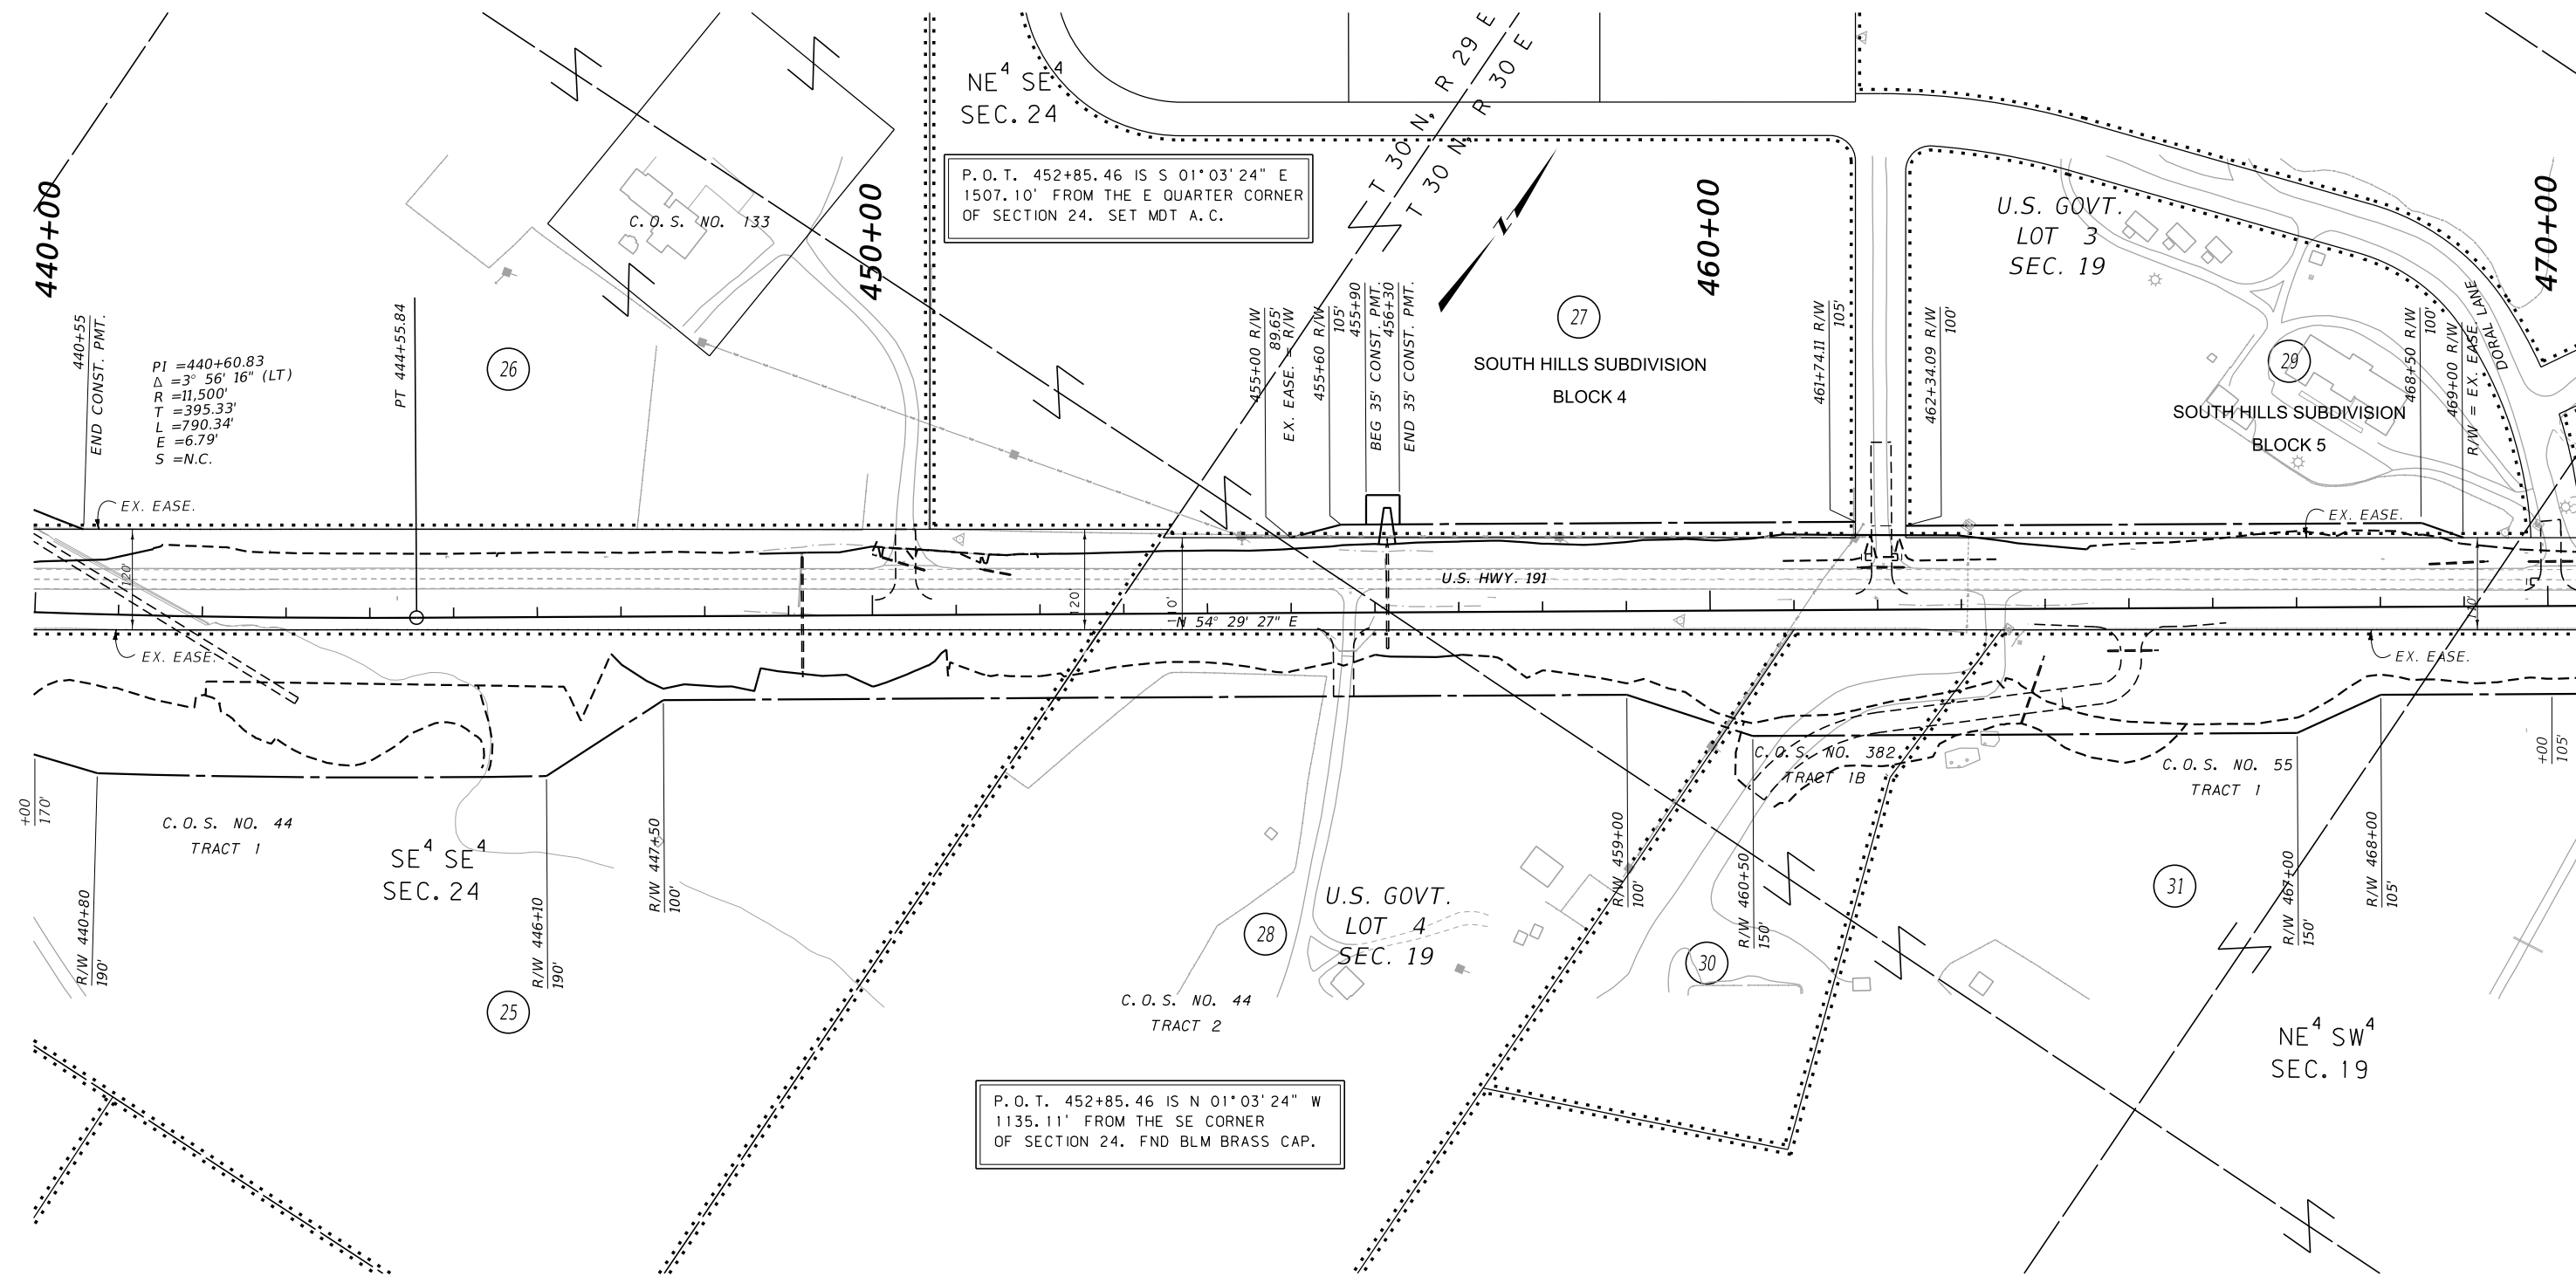 440+00
450+00
460+00
470+00
NE⁴ SE⁴
SEC. 24
T 30 N, R 29 E
T 30 N, R 30 E
P.O.T. 452+85.46 IS S 01°03'24" E
1507.10' FROM THE E QUARTER CORNER
OF SECTION 24. SET MDT A.C.
C.O.S. NO. 133
U.S. GOVT.
LOT 3
SEC. 19
Z
440+55
END CONST. PMT.
PI =440+60.83
Δ =3° 56' 16" (LT)
R =11,500'
T =395.33'
L =790.34'
E =6.79'
S =N.C.
PT 444+55.84
26
455+00 R/W
89.65'
EX. EASE. = R/W
455+60 R/W
105'
455+90
BEG 35' CONST. PMT.
456+30
END 35' CONST. PMT.
27
SOUTH HILLS SUBDIVISION
BLOCK 4
461+74.11 R/W
105'
462+34.09 R/W
100'
29
SOUTH HILLS SUBDIVISION
BLOCK 5
468+50 R/W
100'
469+00 R/W
R/W = EX. EASE.
DORAL LANE
EX. EASE.
EX. EASE.
120'
120'
110'
110'
U.S. HWY. 191
N 54° 29' 27" E
EX. EASE.
EX. EASE.
+00
170'
C.O.S. NO. 44
TRACT 1
R/W 440+80
190'
SE⁴ SE⁴
SEC. 24
R/W 446+10
190'
R/W 447+50
100'
25
C.O.S. NO. 44
TRACT 2
28
U.S. GOVT.
LOT 4
SEC. 19
R/W 459+00
100'
C.O.S. NO. 382
TRACT 1B
R/W 460+50
150'
30
C.O.S. NO. 55
TRACT 1
31
R/W 467+00
150'
R/W 468+00
105'
+00
105'
NE⁴ SW⁴
SEC. 19
P.O.T. 452+85.46 IS N 01°03'24" W
1135.11' FROM THE SE CORNER
OF SECTION 24. FND BLM BRASS CAP.